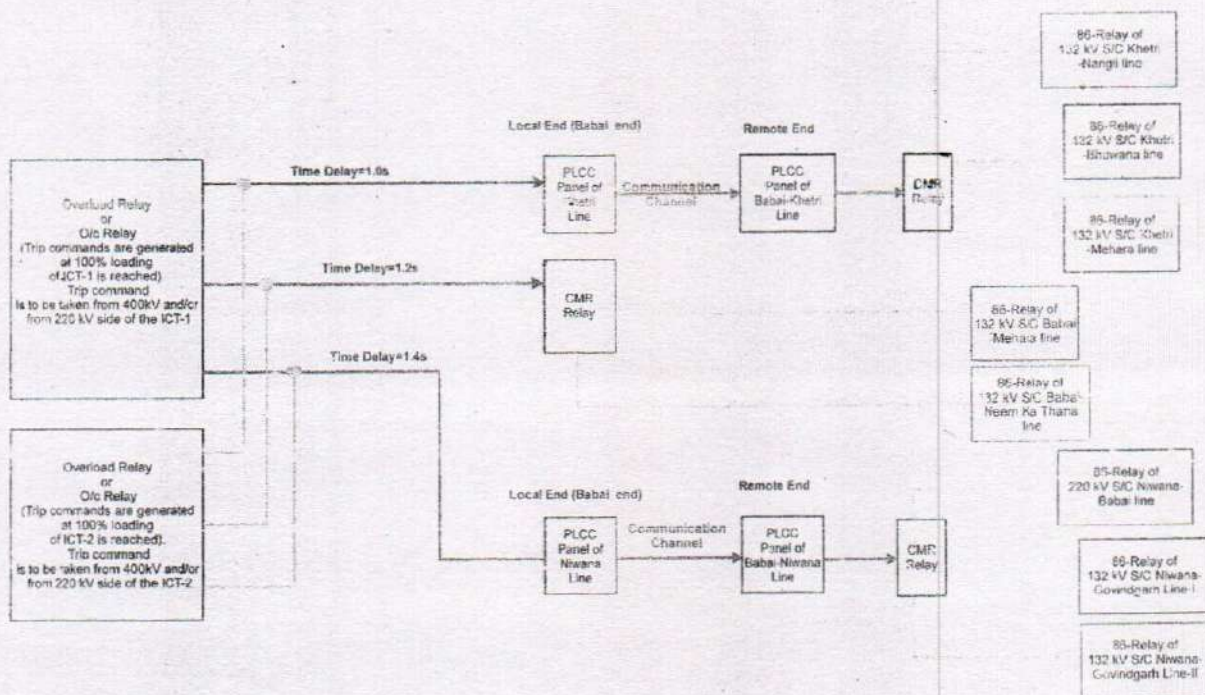 86-Relay of
132 kV S/C Khetri
-Nangli line
86-Relay of
132 kV S/C Khetri
-Bhuwana line
86-Relay of
132 kV S/C Khetri
-Mehara line
Local End (Babai end)
Remote End
Time Delay=1.0s
PLCC
Panel of
Khetri
Line
Communication
Channel
PLCC
Panel of
Babai-Khetri
Line
CMR
Relay
Overload Relay
or
O/c Relay
(Trip commands are generated
at 100% loading
of ICT-1 is reached)
Trip command
is to be taken from 400kV and/or
from 220 kV side of the ICT-1
Time Delay=1.2s
CMR
Relay
86-Relay of
132 kV S/C Babai
-Mehara line
Time Delay=1.4s
86-Relay of
132 kV S/C Babai-
Neem Ka Thana
line
Overload Relay
or
O/c Relay
(Trip commands are generated
at 100% loading
of ICT-2 is reached).
Trip command
is to be taken from 400kV and/or
from 220 kV side of the ICT-2
Local End (Babai end)
Remote End
PLCC
Panel of
Niwana
Line
Communication
Channel
PLCC
Panel of
Babai-Niwana
Line
CMR
Relay
86-Relay of
220 kV S/C Niwana-
Babai line
86-Relay of
132 kV S/C Niwana-
Govindgarh Line-I
86-Relay of
132 kV S/C Niwana-
Govindgarh Line-II